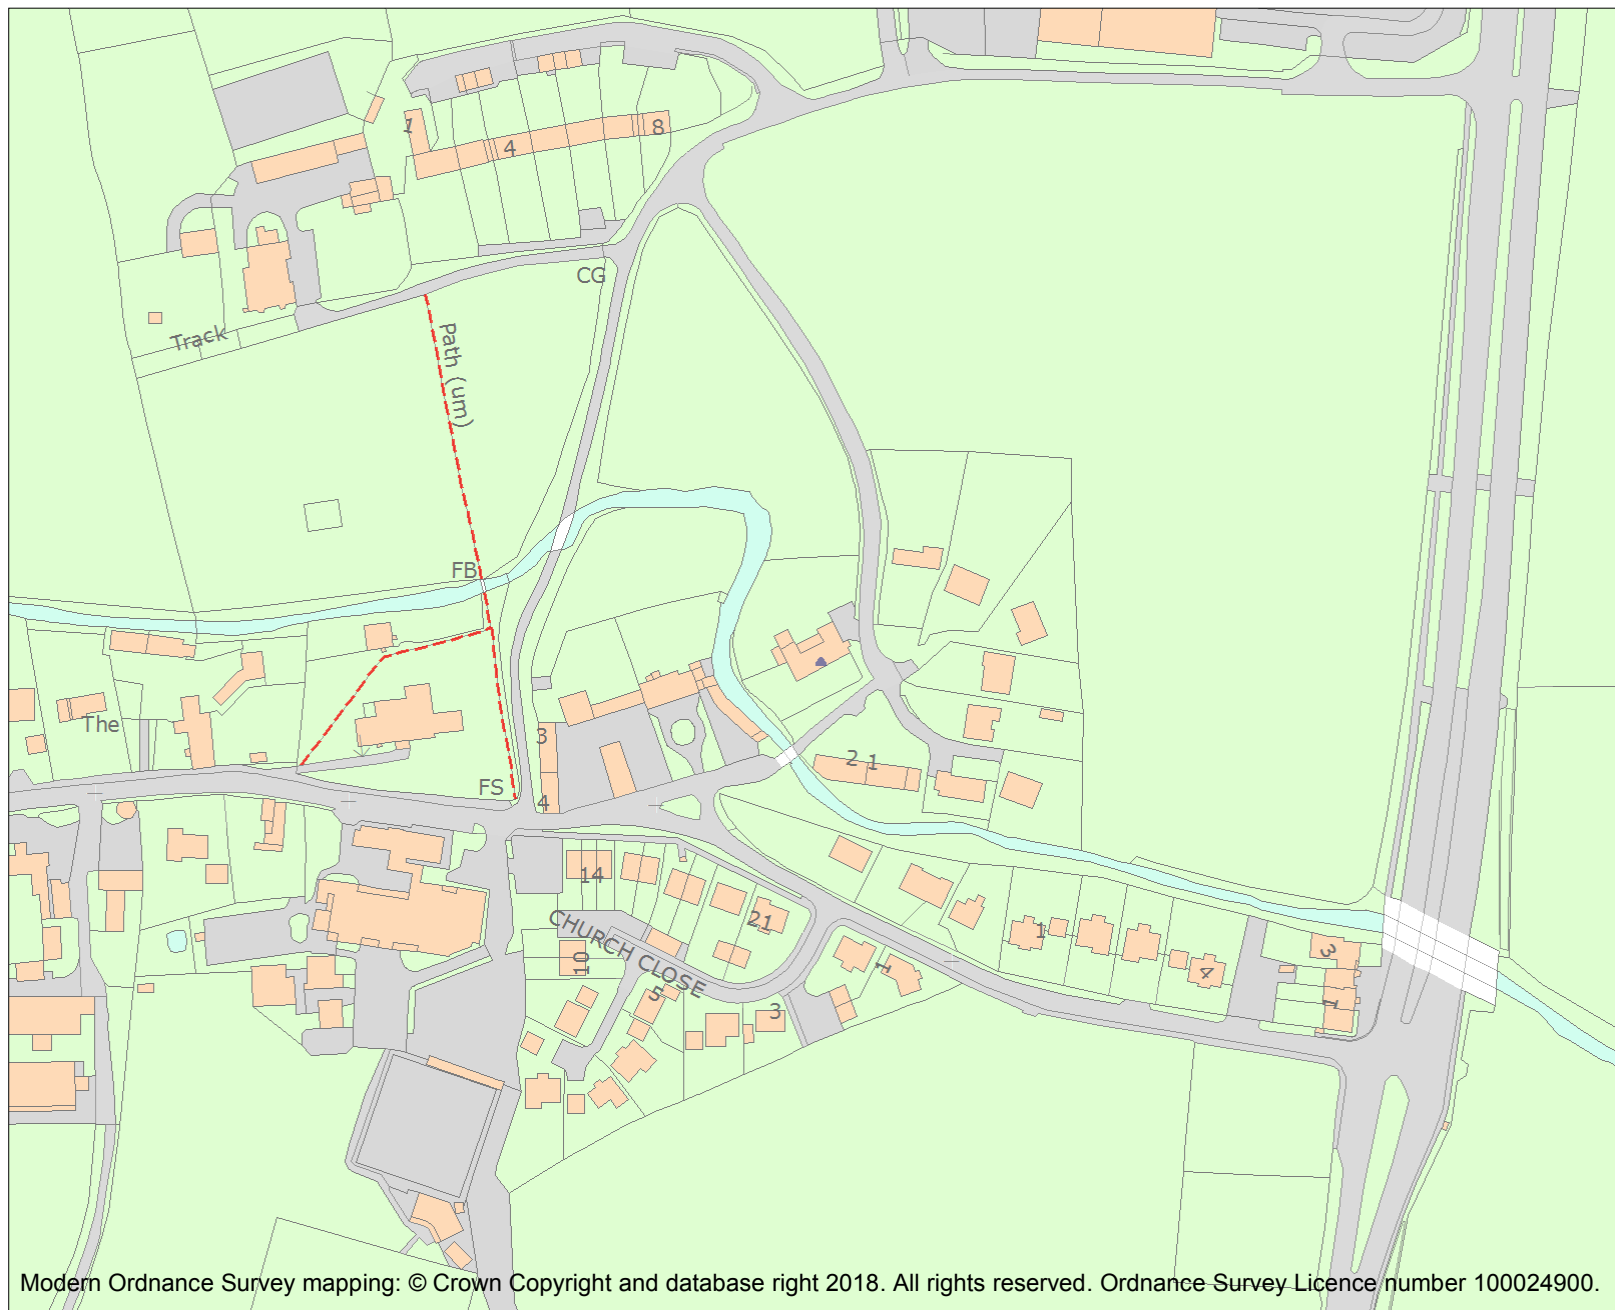 1
4
8
CG
Track
Path (um)
FB
The
3
FS
4
2 1
14
21
CHURCH CLOSE
10
5
3
1
1
4
3
1
Modern Ordnance Survey mapping: © Crown Copyright and database right 2018. All rights reserved. Ordnance Survey Licence number 100024900.